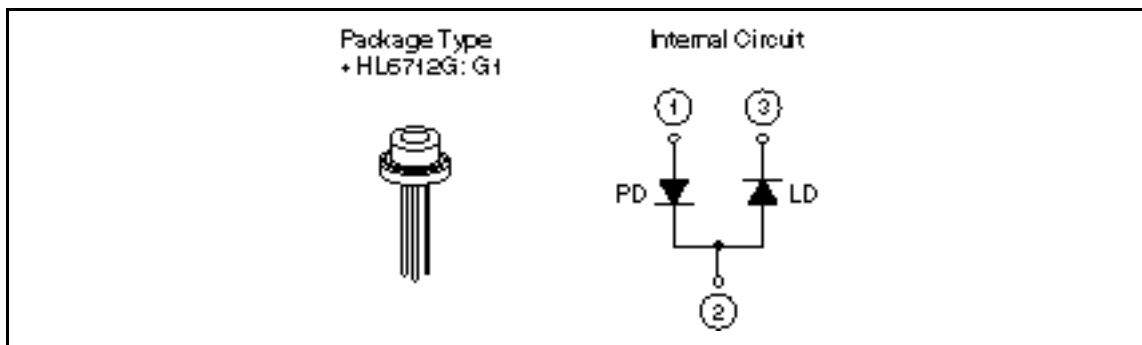 Package Type
• HL6712G: G1
Internal Circuit
1
3
PD
LD
2